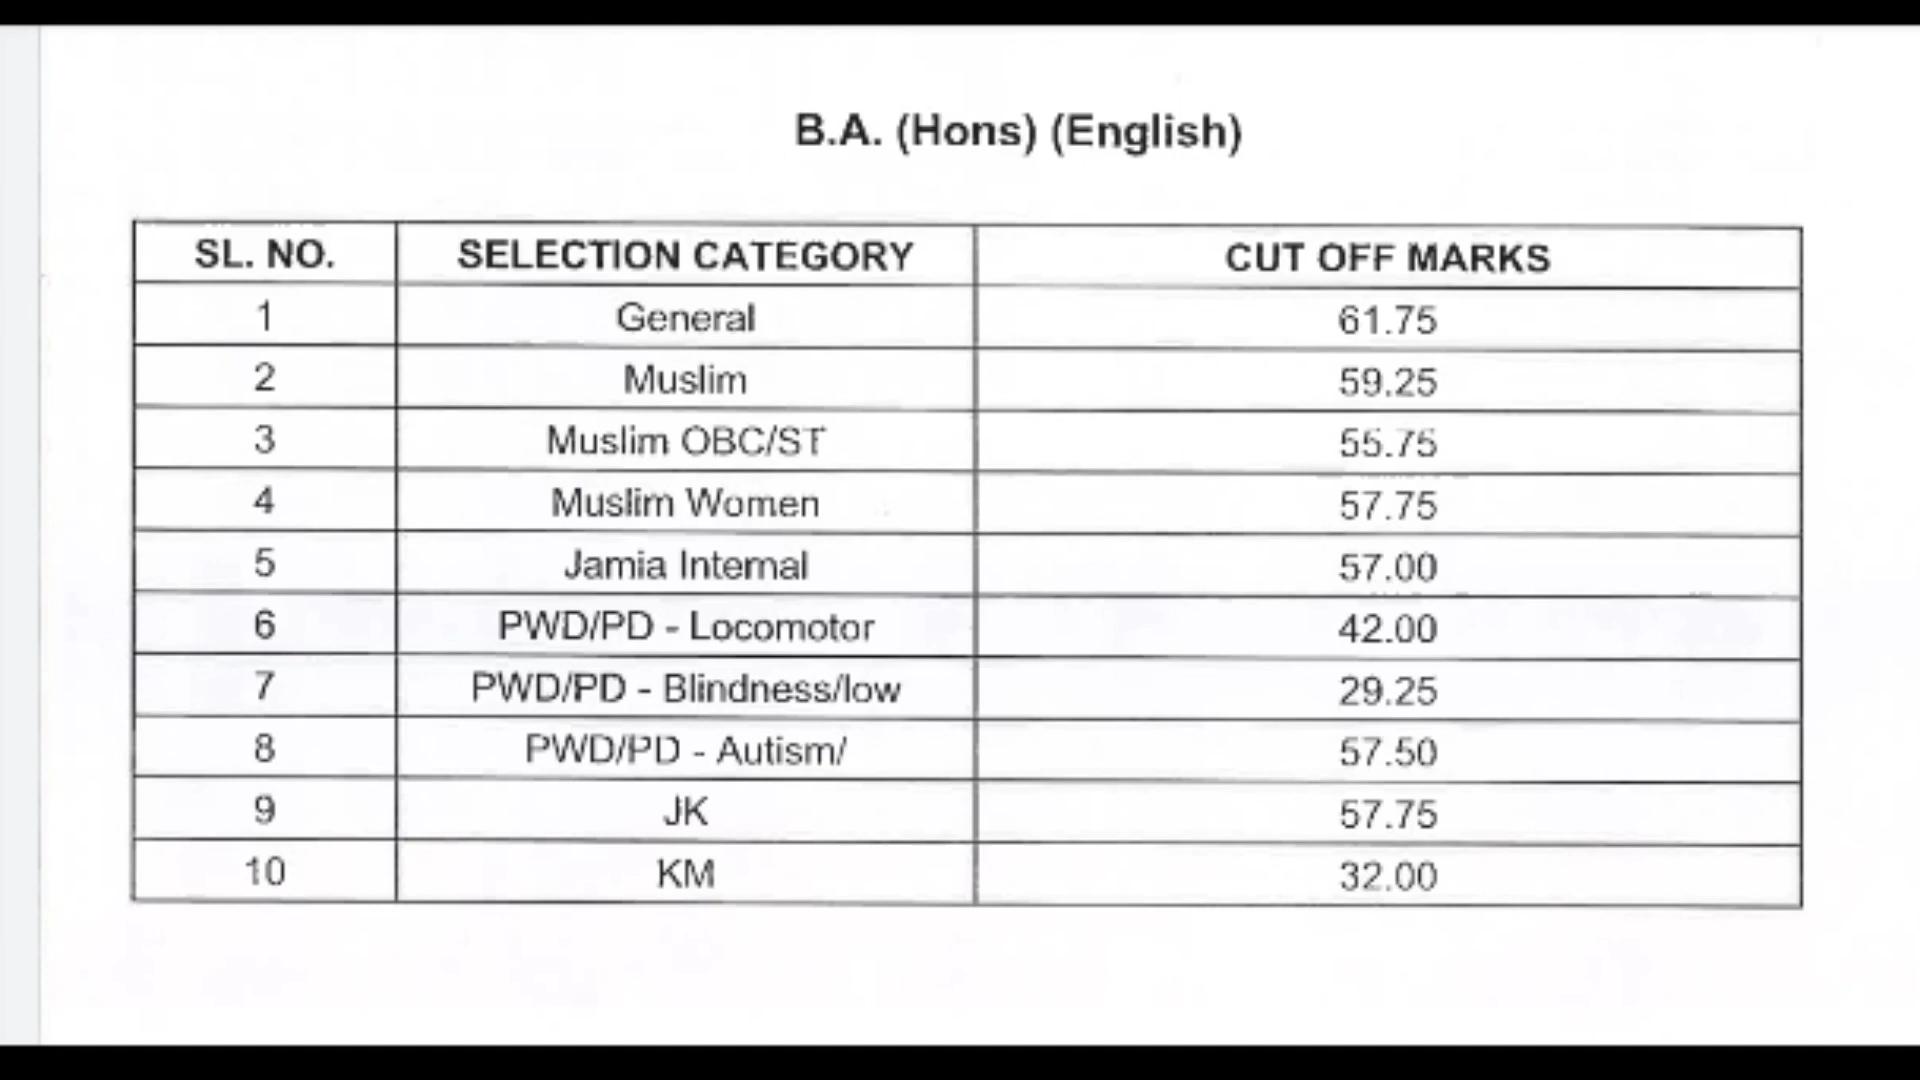 B.A. (Hons) (English)
SL. NO. SELECTION CATEGORY CUT OFF MARKS
1 General 61.75
2 Muslim 59.25
3 Muslim OBC/ST 55.75
4 Muslim Women 57.75
5 Jamia Internal 57.00
6 PWD/PD - Locomotor 42.00
7 PWD/PD - Blindness/low 29.25
8 PWD/PD - Autism/ 57.50
9 JK 57.75
10 KM 32.00